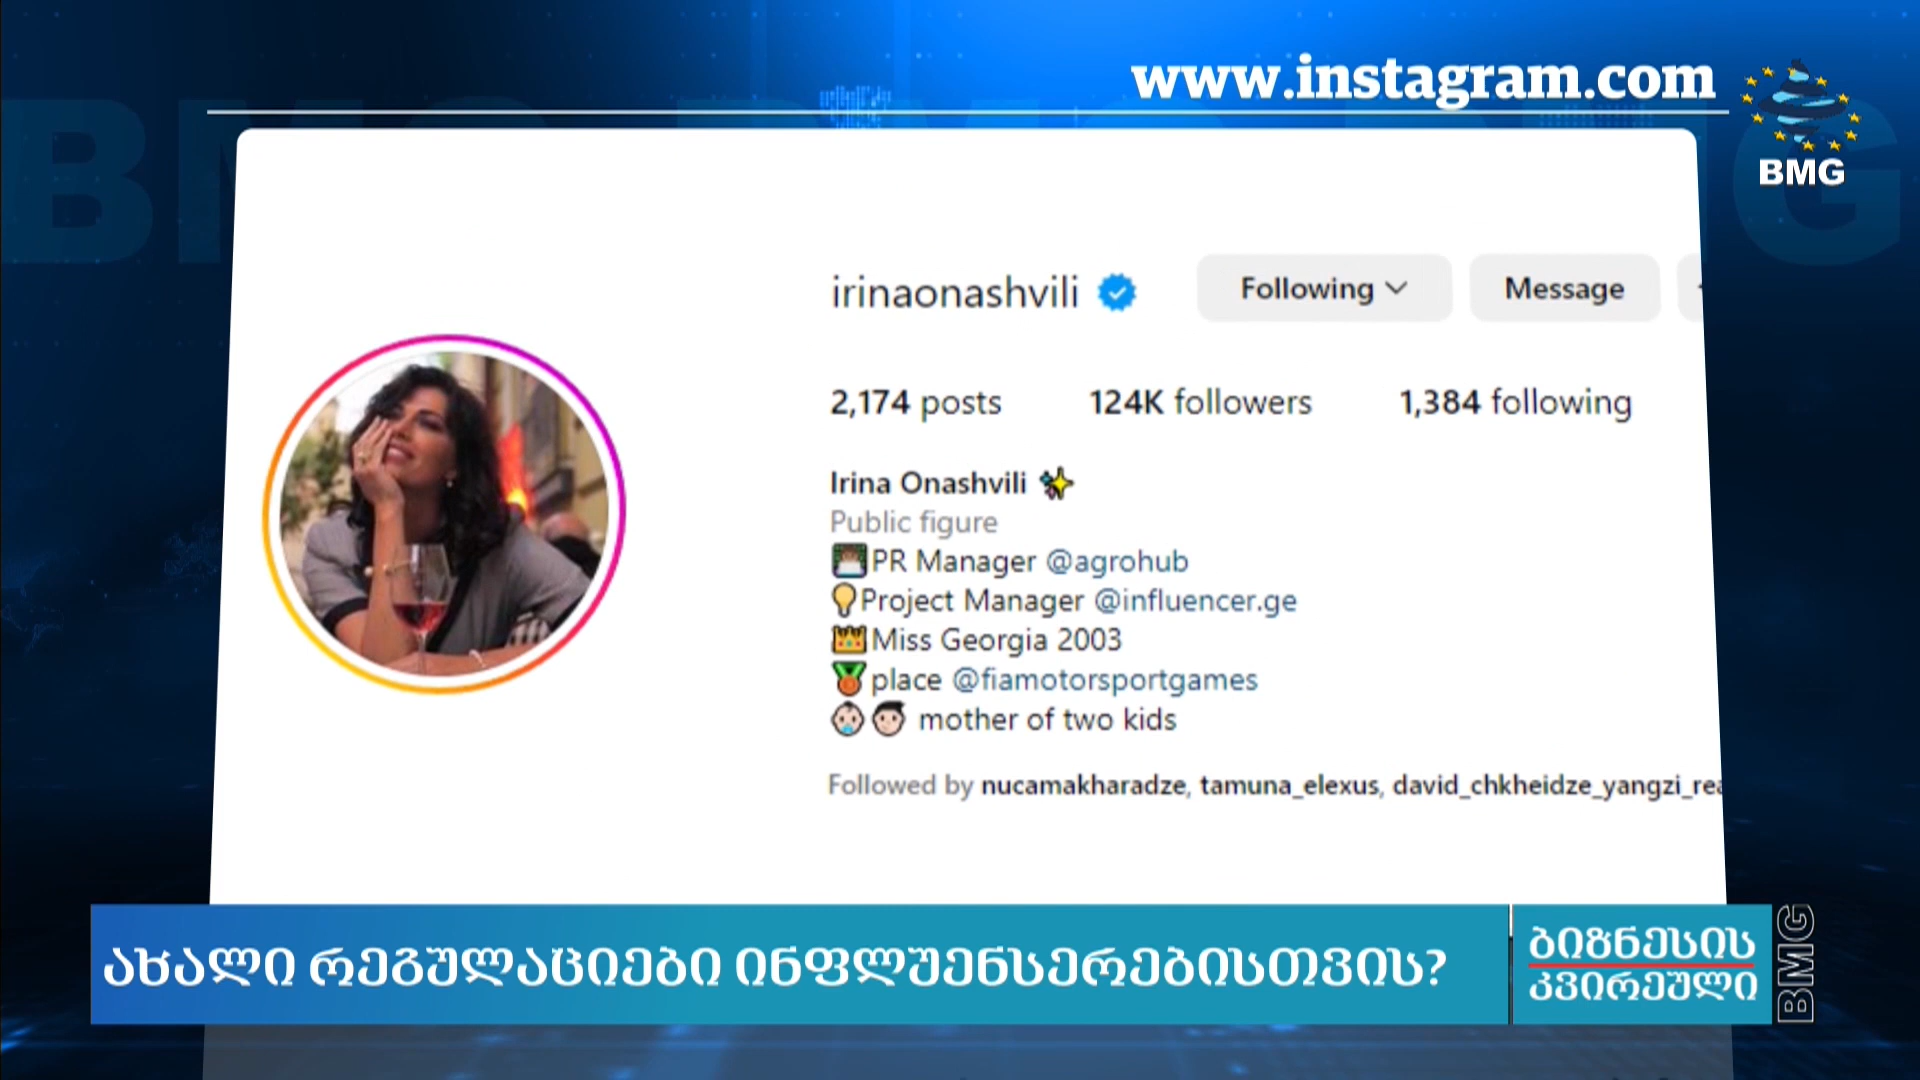 www.instagram.com
BMG
irinaonashvili
Following
Message
2,174 posts
124K followers
1,384 following
Irina Onashvili
Public figure
PR Manager @agrohub
Project Manager @influencer.ge
Miss Georgia 2003
place @fiamotorsportgames
mother of two kids
Followed by nucamakharadze, tamuna_elexus, david_chkheidze_yangzi_rea
ახალი რეგულაციები ინფლუენსერებისთვის?
ბიზნესის
კვირეული
BMG